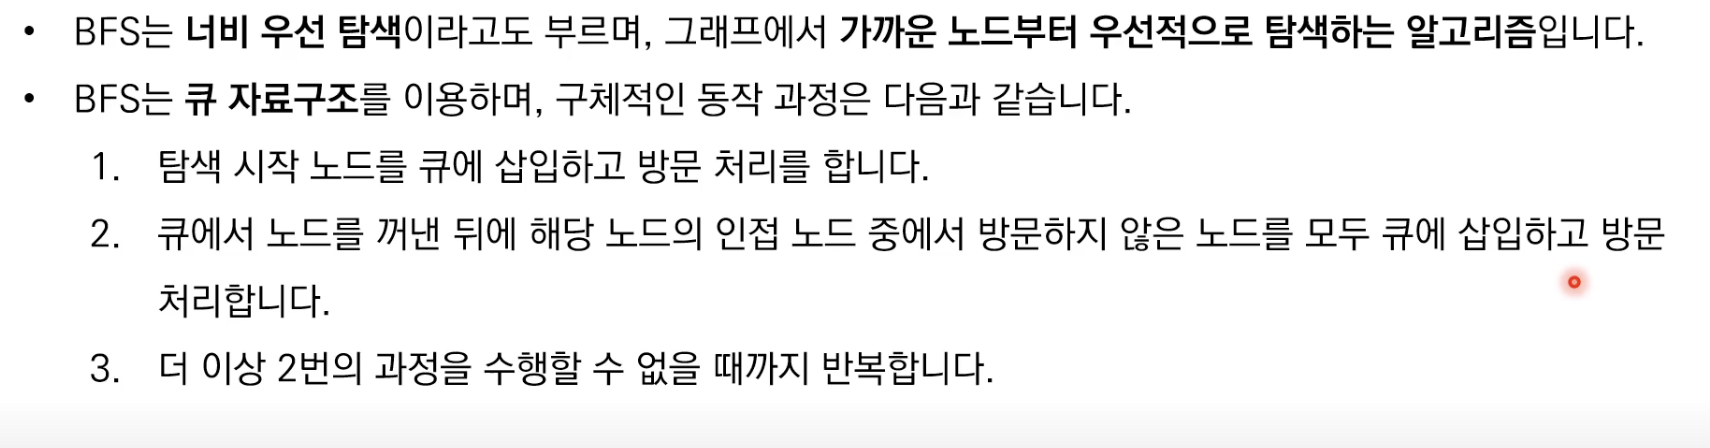 • BFS는 너비 우선 탐색이라고도 부르며, 그래프에서 가까운 노드부터 우선적으로 탐색하는 알고리즘입니다.
• BFS는 큐 자료구조를 이용하며, 구체적인 동작 과정은 다음과 같습니다.
1. 탐색 시작 노드를 큐에 삽입하고 방문 처리를 합니다.
2. 큐에서 노드를 꺼낸 뒤에 해당 노드의 인접 노드 중에서 방문하지 않은 노드를 모두 큐에 삽입하고 방문
처리합니다.
3. 더 이상 2번의 과정을 수행할 수 없을 때까지 반복합니다.